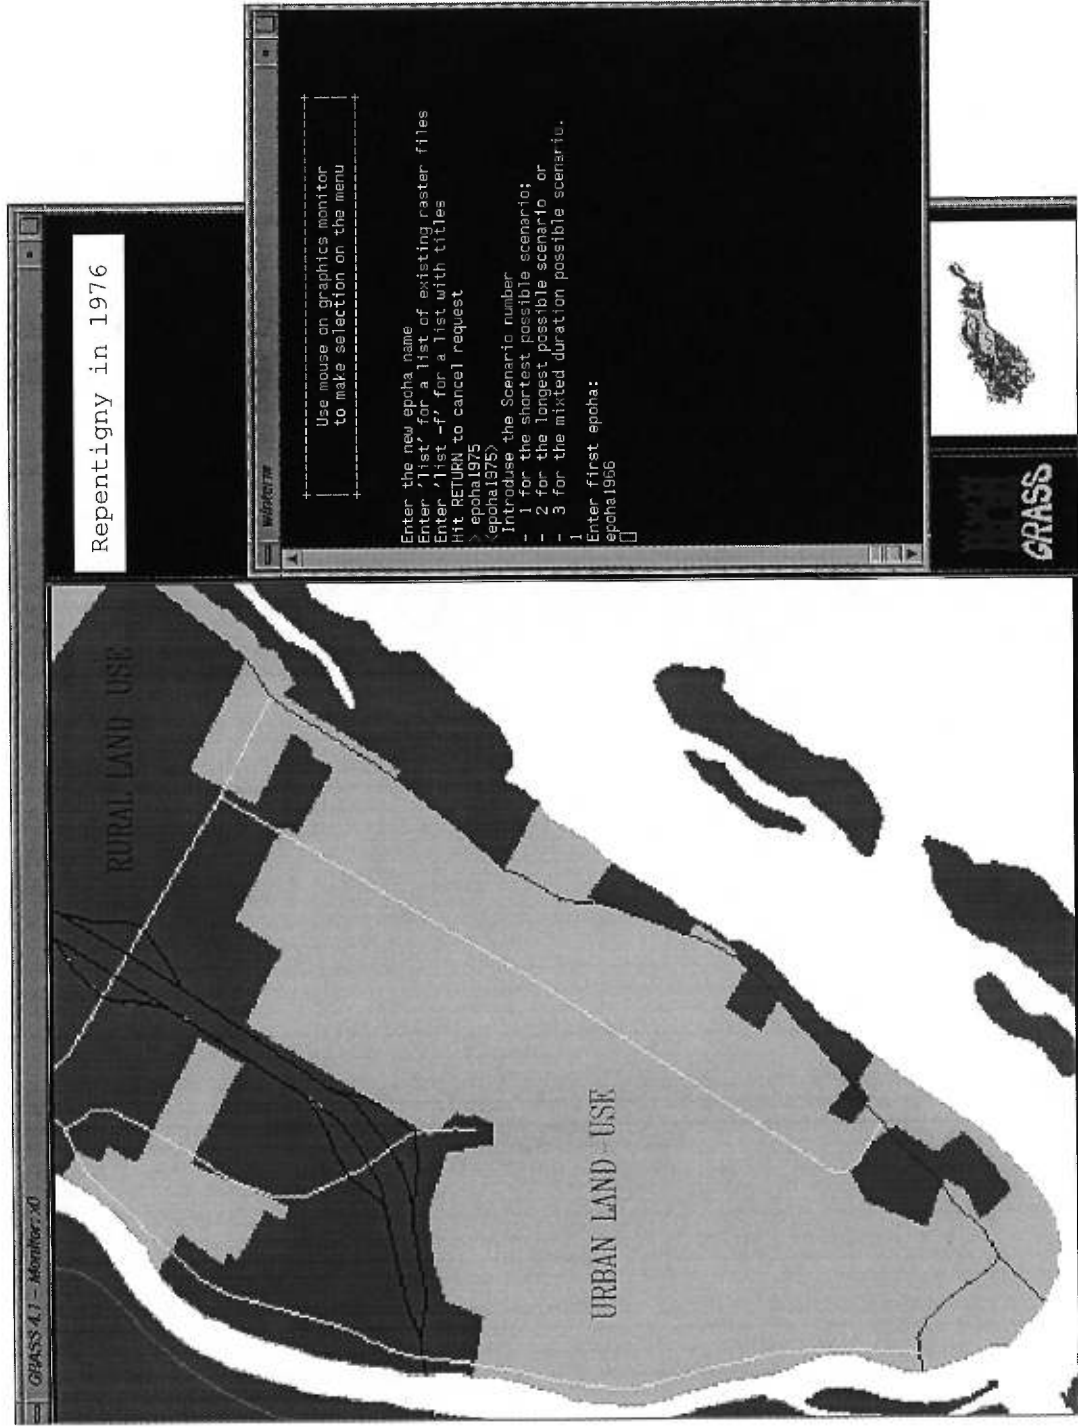 GRASS 4.1 - Monitor: x0
Repentigny in 1976
RURAL LAND-USE
URBAN LAND-USE
winterm
Use mouse on graphics monitor
to make selection on the menu
Enter the new epoha name
Enter 'list' for a list of existing raster files
Enter 'list -f' for a list with titles
Hit RETURN to cancel request
> epoha1975
<epoha1975>
Introduse the Scenario number
- 1 for the shortest possible scenario;
- 2 for the longest possible scenario or
- 3 for the mixted duration possible scenario.
1
Enter first epoha:
epoha1966
GRASS